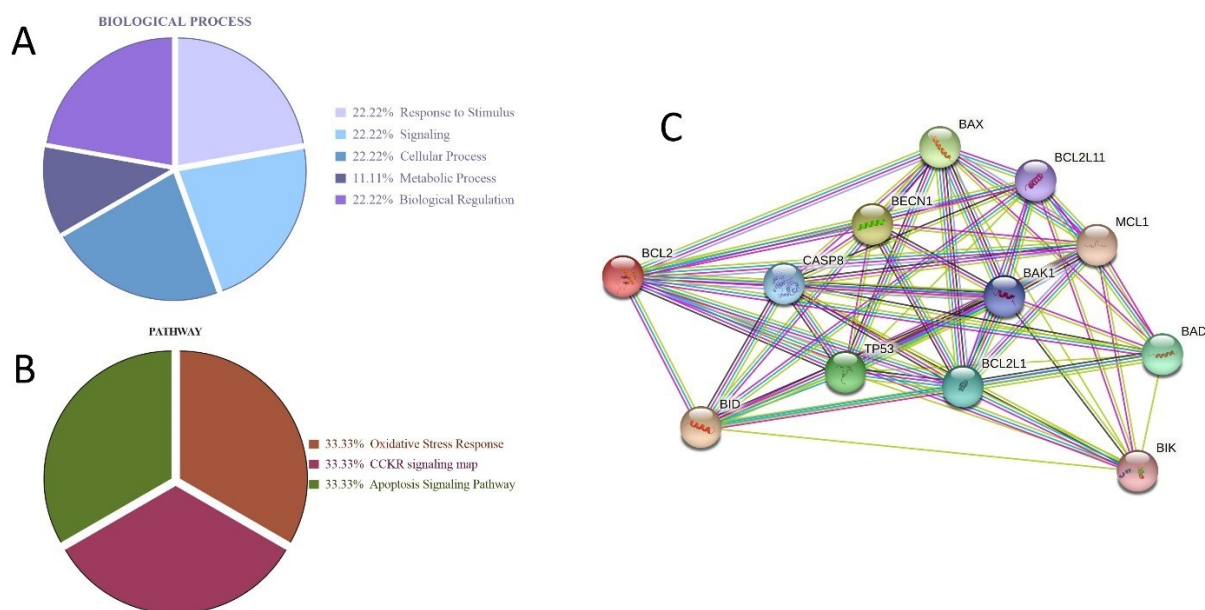 A
BIOLOGICAL PROCESS
22.22% Response to Stimulus
22.22% Signaling
22.22% Cellular Process
11.11% Metabolic Process
22.22% Biological Regulation
B
PATHWAY
33.33% Oxidative Stress Response
33.33% CCKR signaling map
33.33% Apoptosis Signaling Pathway
C
BAX
BCL2L11
BECN1
MCL1
BCL2
CASP8
BAK1
BAD
TP53
BCL2L1
BID
BIK